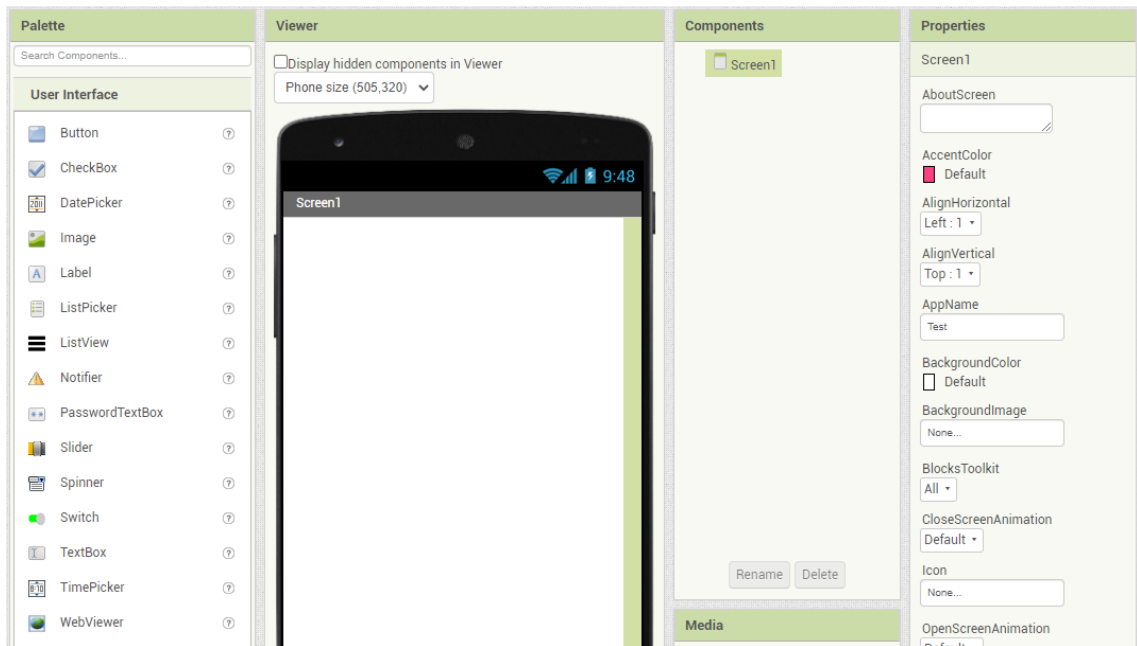 Palette
Search Components...
User Interface
Button
CheckBox
DatePicker
Image
Label
ListPicker
ListView
Notifier
PasswordTextBox
Slider
Spinner
Switch
TextBox
TimePicker
WebViewer
Viewer
Display hidden components in Viewer
Phone size (505,320)
9:48
Screen1
Components
Screen1
Rename Delete
Media
Properties
Screen1
AboutScreen
AccentColor
Default
AlignHorizontal
Left : 1
AlignVertical
Top : 1
AppName
Test
BackgroundColor
Default
BackgroundImage
None...
BlocksToolkit
All
CloseScreenAnimation
Default
Icon
None...
OpenScreenAnimation